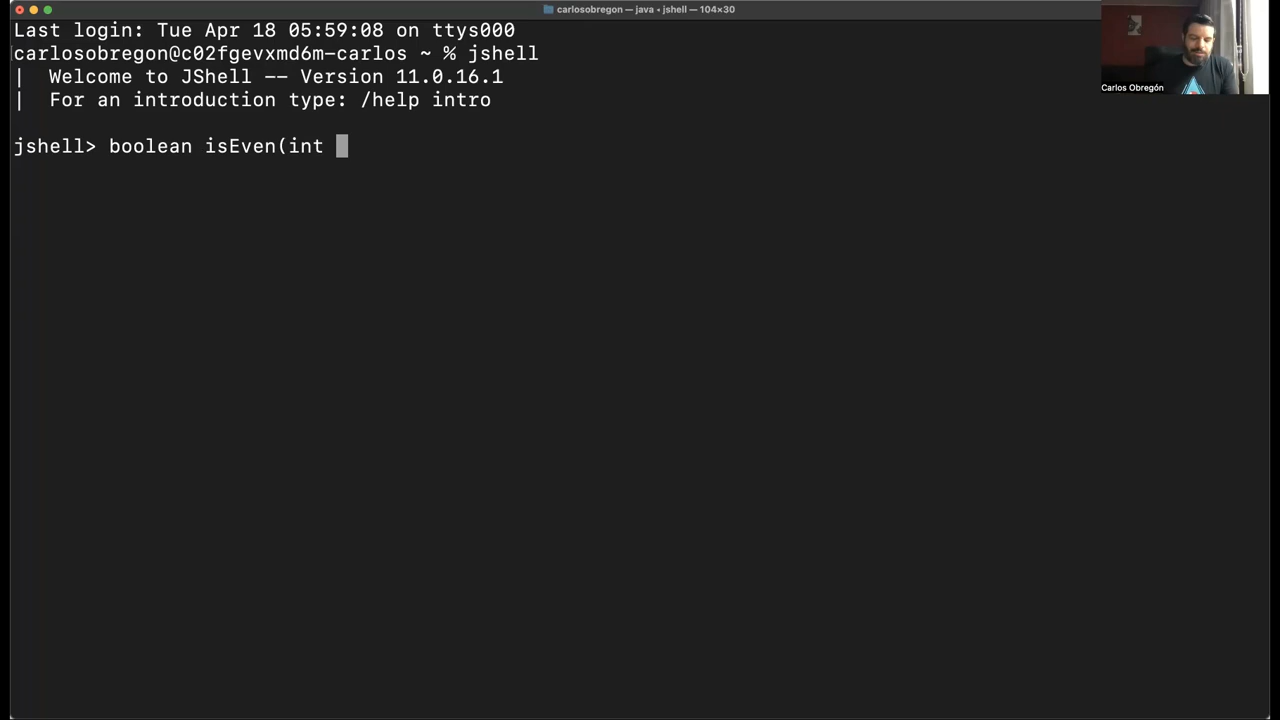 carlosobregon — java • jshell — 104×30
Last login: Tue Apr 18 05:59:08 on ttys000
carlosobregon@c02fgevxmd6m-carlos ~ % jshell
|  Welcome to JShell -- Version 11.0.16.1
|  For an introduction type: /help intro
jshell> boolean isEven(int
Carlos Obregón